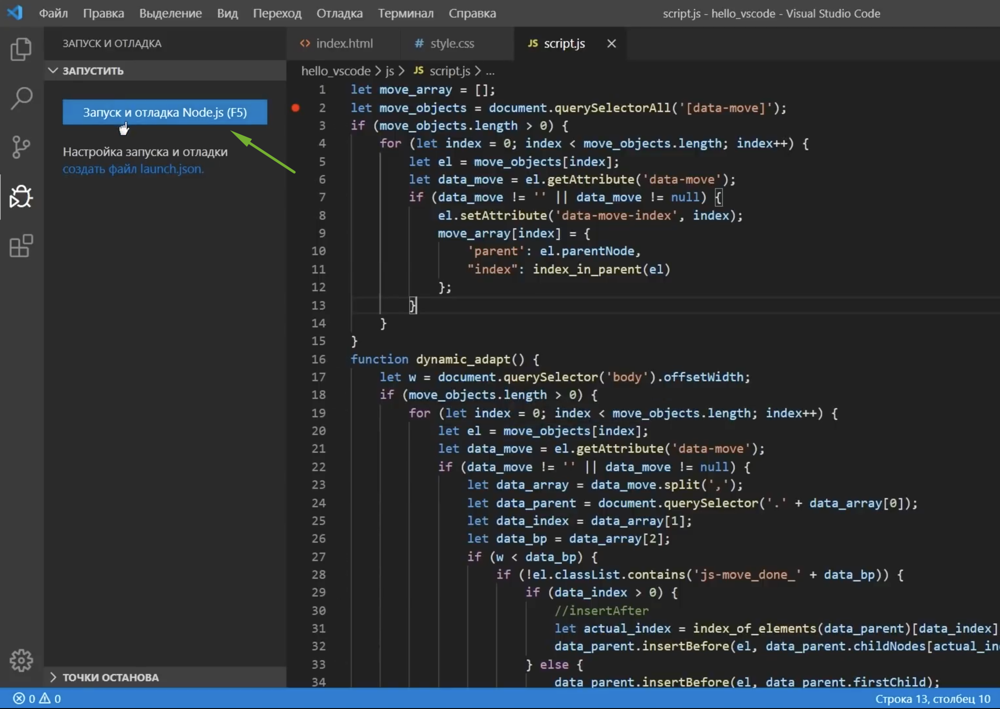 Файл Правка Выделение Вид Переход Отладка Терминал Справка script.js - hello_vscode - Visual Studio Code
ЗАПУСК И ОТЛАДКА
ЗАПУСТИТЬ
Запуск и отладка Node.js (F5)
Настройка запуска и отладки
создать файл launch.json.
ТОЧКИ ОСТАНОВА
<> index.html # style.css JS script.js ×
hello_vscode > js > JS script.js > ...
1 let move_array = [];
2 let move_objects = document.querySelectorAll('[data-move]');
3 if (move_objects.length > 0) {
4 for (let index = 0; index < move_objects.length; index++) {
5 let el = move_objects[index];
6 let data_move = el.getAttribute('data-move');
7 if (data_move != '' || data_move != null) {
8 el.setAttribute('data-move-index', index);
9 move_array[index] = {
10 'parent': el.parentNode,
11 "index": index_in_parent(el)
12 };
13 }
14 }
15 }
16 function dynamic_adapt() {
17 let w = document.querySelector('body').offsetWidth;
18 if (move_objects.length > 0) {
19 for (let index = 0; index < move_objects.length; index++) {
20 let el = move_objects[index];
21 let data_move = el.getAttribute('data-move');
22 if (data_move != '' || data_move != null) {
23 let data_array = data_move.split(',');
24 let data_parent = document.querySelector('.' + data_array[0]);
25 let data_index = data_array[1];
26 let data_bp = data_array[2];
27 if (w < data_bp) {
28 if (!el.classList.contains('js-move_done_' + data_bp)) {
29 if (data_index > 0) {
30 //insertAfter
31 let actual_index = index_of_elements(data_parent)[data_index]
32 data_parent.insertBefore(el, data_parent.childNodes[actual_in
33 } else {
34 data_parent.insertBefore(el, data_parent.firstChild);
0 0 Строка 13, столбец 10